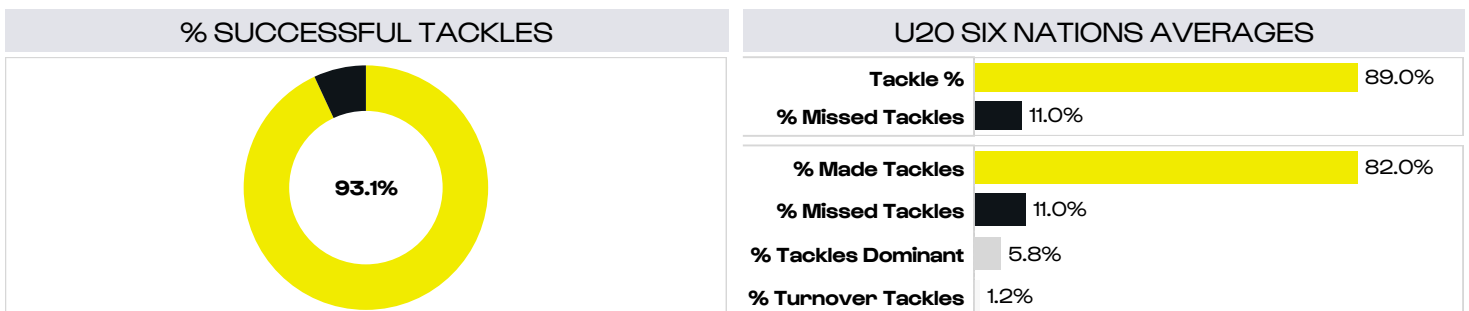 % SUCCESSFUL TACKLES
93.1%
U20 SIX NATIONS AVERAGES
Tackle % 89.0%
% Missed Tackles 11.0%
% Made Tackles 82.0%
% Missed Tackles 11.0%
% Tackles Dominant 5.8%
% Turnover Tackles 1.2%